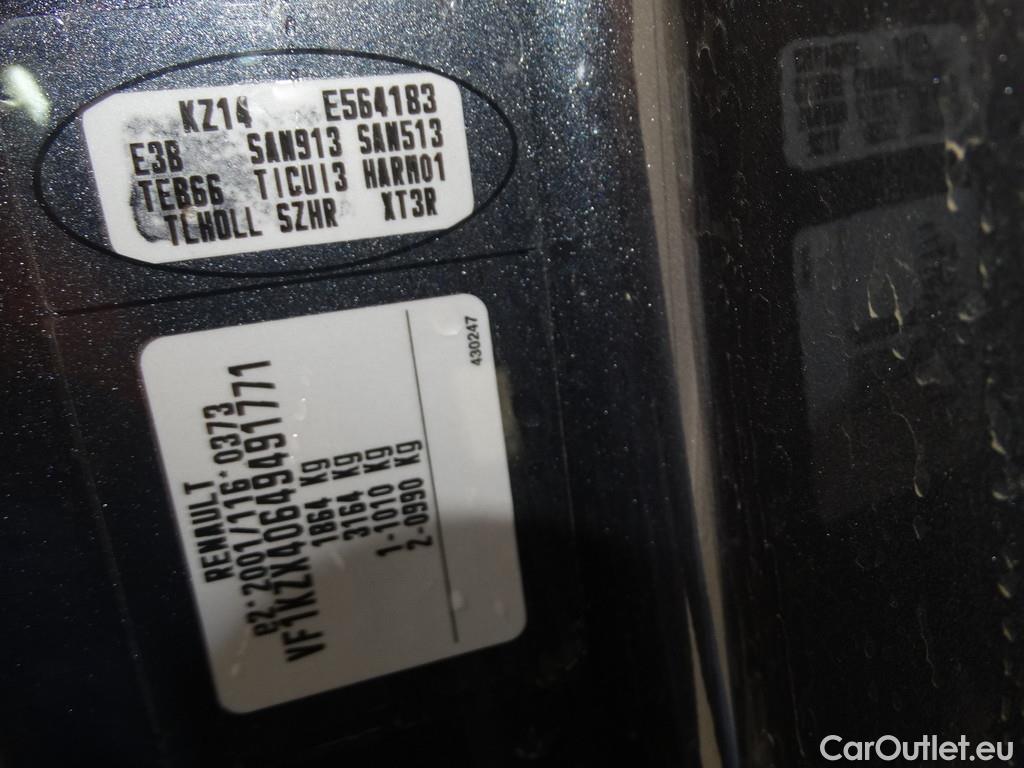 KZ14 E564183
E3B SAN913 SAN513
TEB66 TICUI3 HARM01
TLHOLL SZHR XT3R
RENAULT
e2*2001/116*0373
VF1KZX40649491771
1864 Kg
3164 Kg
1-1010 Kg
2-0990 Kg
430247
CarOutlet.eu